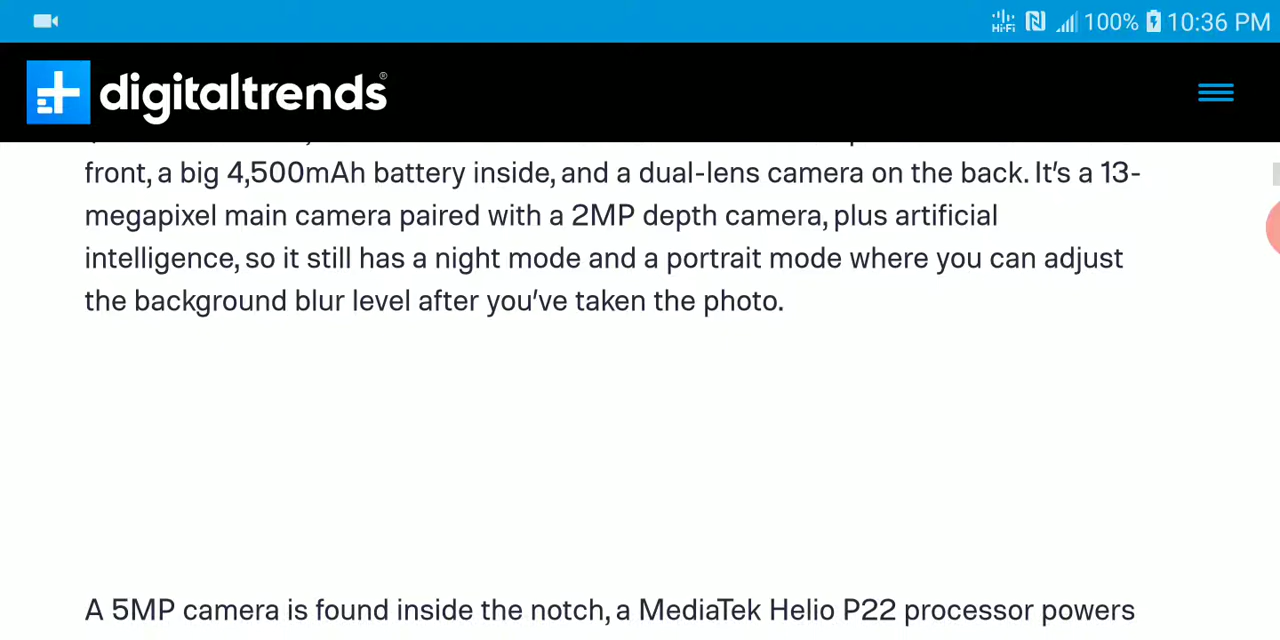 Hi-Fi 100% 10:36 PM
digitaltrends®
front, a big 4,500mAh battery inside, and a dual-lens camera on the back. It's a 13-
megapixel main camera paired with a 2MP depth camera, plus artificial
intelligence, so it still has a night mode and a portrait mode where you can adjust
the background blur level after you've taken the photo.
A 5MP camera is found inside the notch, a MediaTek Helio P22 processor powers